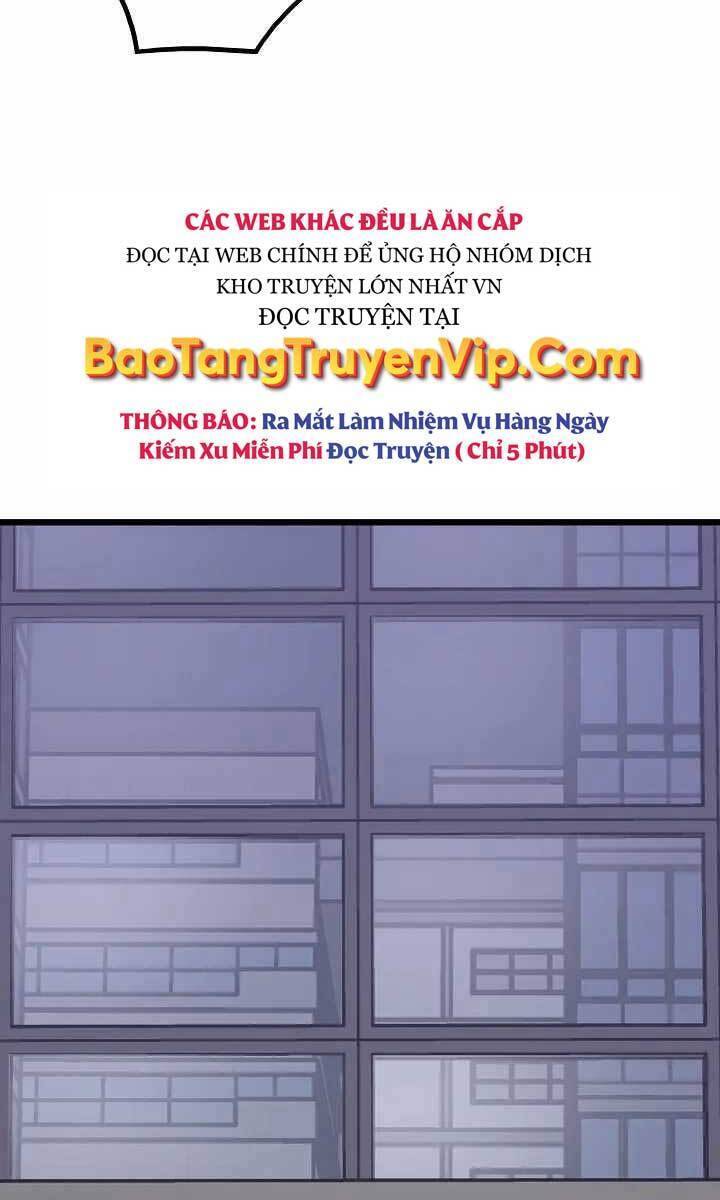 CÁC WEB KHÁC ĐỀU LÀ ĂN CẮP
ĐỌC TẠI WEB CHÍNH ĐỂ ỦNG HỘ NHÓM DỊCH
KHO TRUYỆN LỚN NHẤT VN
ĐỌC TRUYỆN TẠI
BaoTangTruyenVip.Com
THÔNG BÁO: Ra Mắt Làm Nhiệm Vụ Hàng Ngày
Kiếm Xu Miễn Phí Đọc Truyện ( Chỉ 5 Phút)